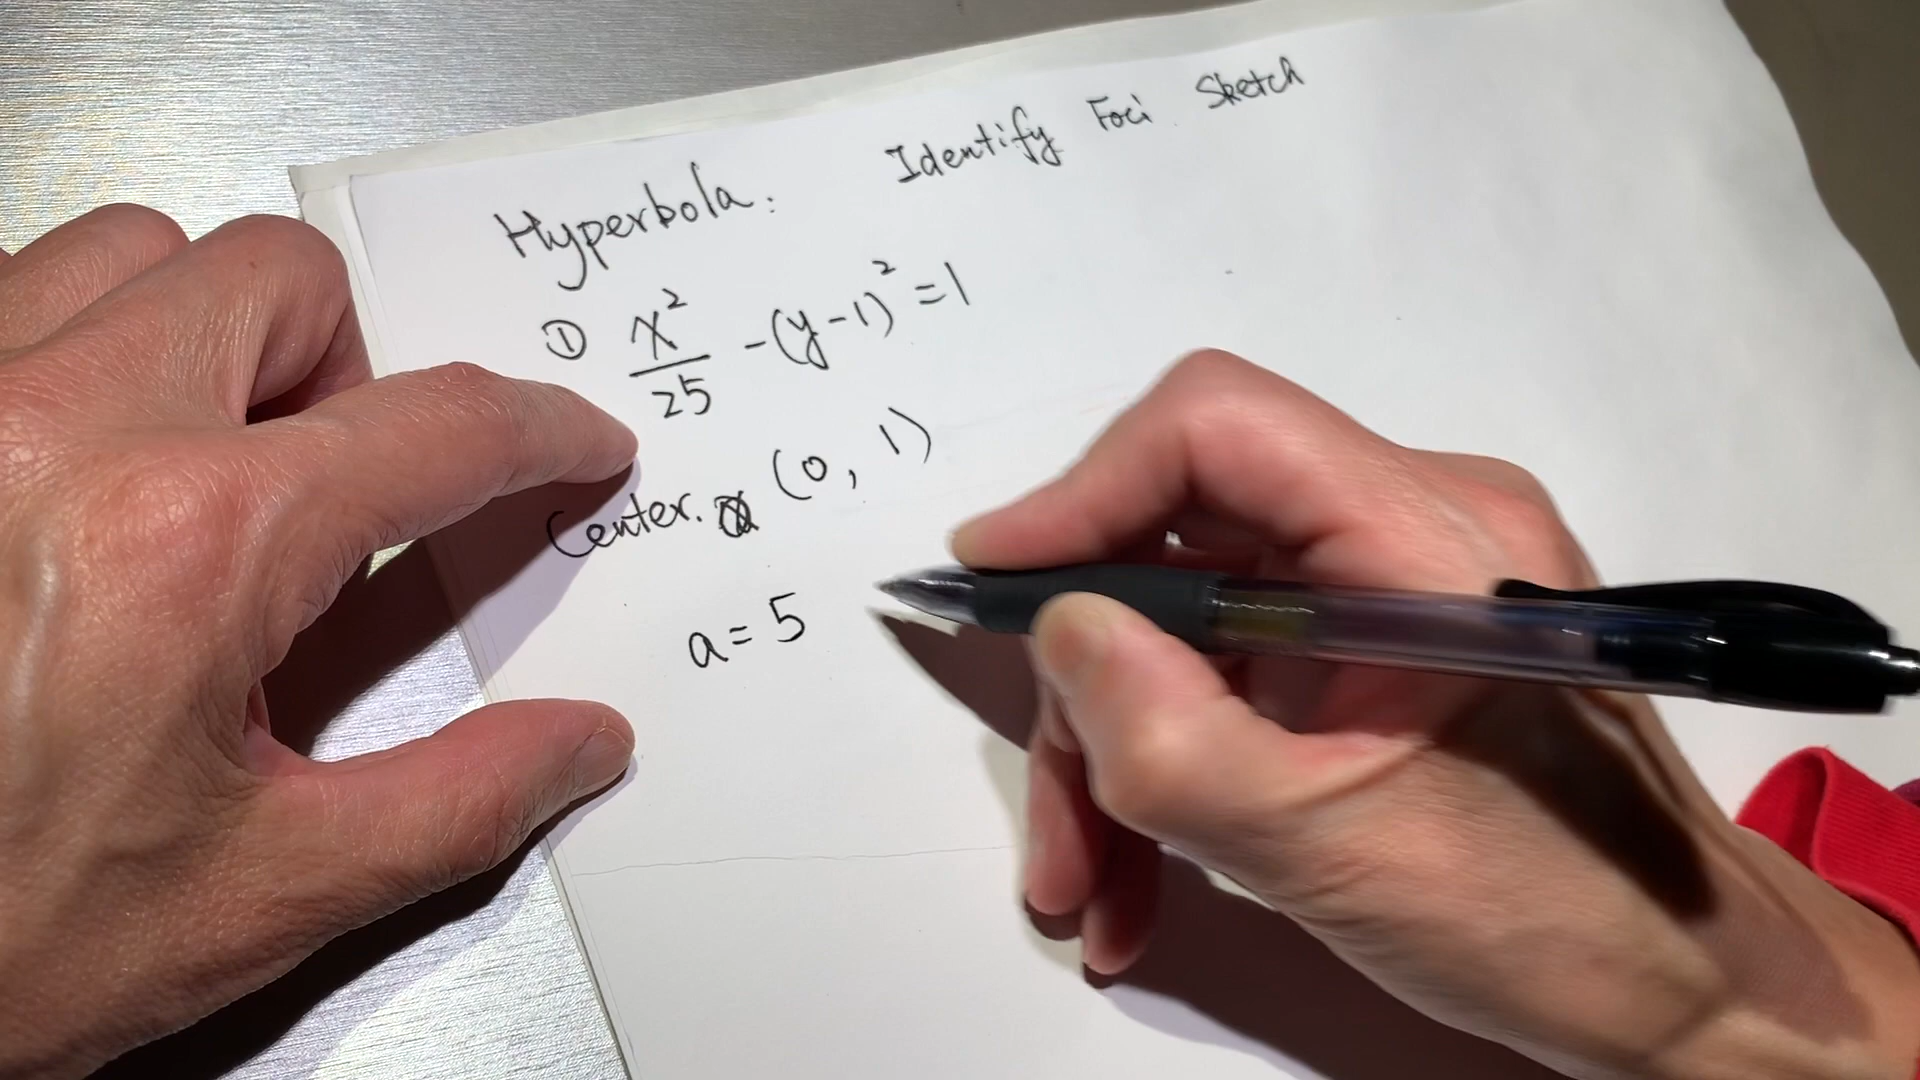 Identify Foci Sketch
Hyperbola:
① x²/25 - (y-1)² = 1
Center. (0, 1)
a = 5